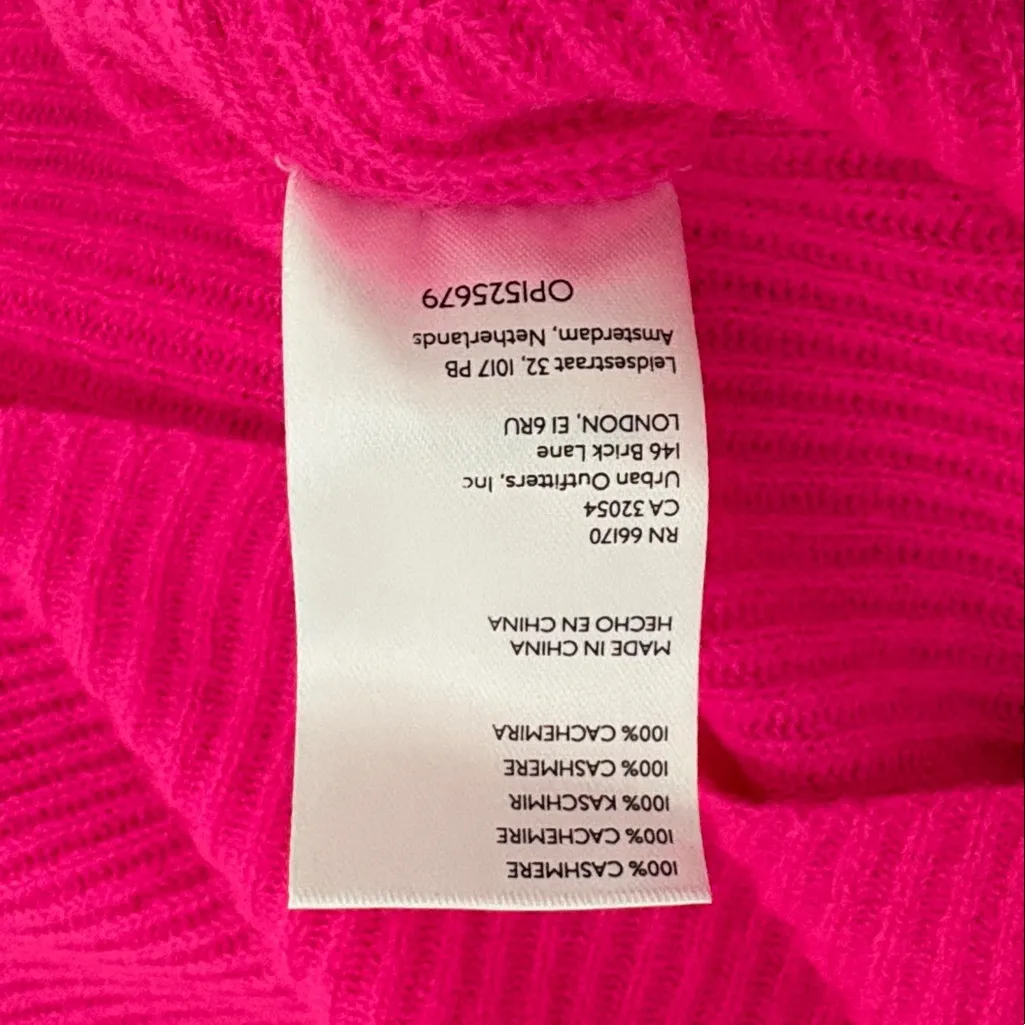 100% CASHMERE
100% CACHEMIRE
100% KASCHMIR
100% CASHMERE
100% CACHEMIRA
MADE IN CHINA
HECHO EN CHINA
RN 66170
CA 32054
Urban Outfitters, Inc
146 Brick Lane
LONDON, E1 6RU
Leidsestraat 32, 1017 PB
Amsterdam, Netherlands
OP1525679